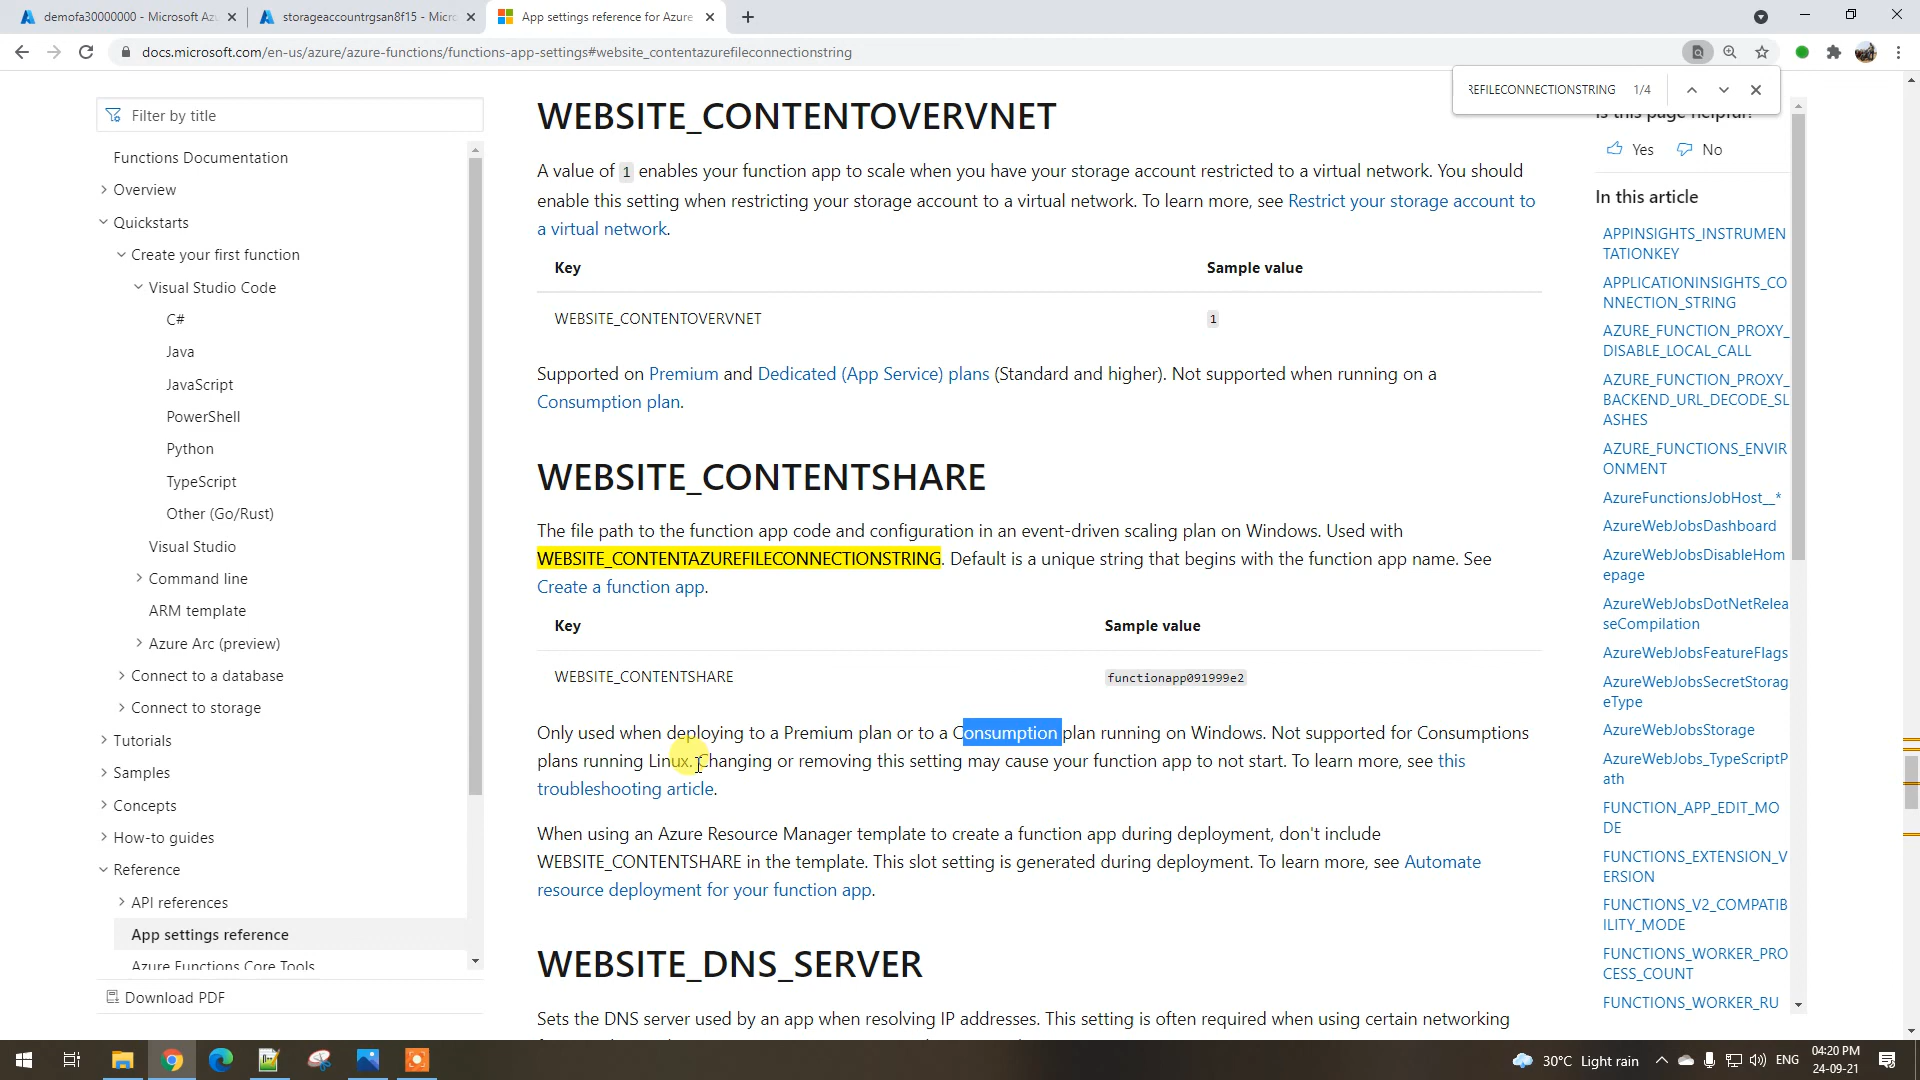 demofa30000000 - Microsoft Az
storageaccountrgsan8f15 - Micro
App settings reference for Azure
docs.microsoft.com/en-us/azure/azure-functions/functions-app-settings#website_contentazurefileconnectionstring
REFILECONNECTIONSTRING 1/4
Filter by title
Functions Documentation
Overview
Quickstarts
Create your first function
Visual Studio Code
C#
Java
JavaScript
PowerShell
Python
TypeScript
Other (Go/Rust)
Visual Studio
Command line
ARM template
Azure Arc (preview)
Connect to a database
Connect to storage
Tutorials
Samples
Concepts
How-to guides
Reference
API references
App settings reference
Azure Functions Core Tools
Download PDF
WEBSITE_CONTENTOVERVNET
A value of 1 enables your function app to scale when you have your storage account restricted to a virtual network. You should
enable this setting when restricting your storage account to a virtual network. To learn more, see Restrict your storage account to
a virtual network.
Key Sample value
WEBSITE_CONTENTOVERVNET 1
Supported on Premium and Dedicated (App Service) plans (Standard and higher). Not supported when running on a
Consumption plan.
WEBSITE_CONTENTSHARE
The file path to the function app code and configuration in an event-driven scaling plan on Windows. Used with
WEBSITE_CONTENTAZUREFILECONNECTIONSTRING. Default is a unique string that begins with the function app name. See
Create a function app.
Key Sample value
WEBSITE_CONTENTSHARE functionapp091999e2
Only used when deploying to a Premium plan or to a Consumption plan running on Windows. Not supported for Consumptions
plans running Linux. Changing or removing this setting may cause your function app to not start. To learn more, see this
troubleshooting article.
When using an Azure Resource Manager template to create a function app during deployment, don't include
WEBSITE_CONTENTSHARE in the template. This slot setting is generated during deployment. To learn more, see Automate
resource deployment for your function app.
WEBSITE_DNS_SERVER
Sets the DNS server used by an app when resolving IP addresses. This setting is often required when using certain networking
Is this page helpful?
Yes No
In this article
APPINSIGHTS_INSTRUMEN
TATIONKEY
APPLICATIONINSIGHTS_CO
NNECTION_STRING
AZURE_FUNCTION_PROXY_
DISABLE_LOCAL_CALL
AZURE_FUNCTION_PROXY_
BACKEND_URL_DECODE_SL
ASHES
AZURE_FUNCTIONS_ENVIR
ONMENT
AzureFunctionsJobHost__*
AzureWebJobsDashboard
AzureWebJobsDisableHom
epage
AzureWebJobsDotNetRelea
seCompilation
AzureWebJobsFeatureFlags
AzureWebJobsSecretStorag
eType
AzureWebJobsStorage
AzureWebJobs_TypeScriptP
ath
FUNCTION_APP_EDIT_MO
DE
FUNCTIONS_EXTENSION_V
ERSION
FUNCTIONS_V2_COMPATIB
ILITY_MODE
FUNCTIONS_WORKER_PRO
CESS_COUNT
FUNCTIONS_WORKER_RU
30°C Light rain
ENG
04:20 PM
24-09-21